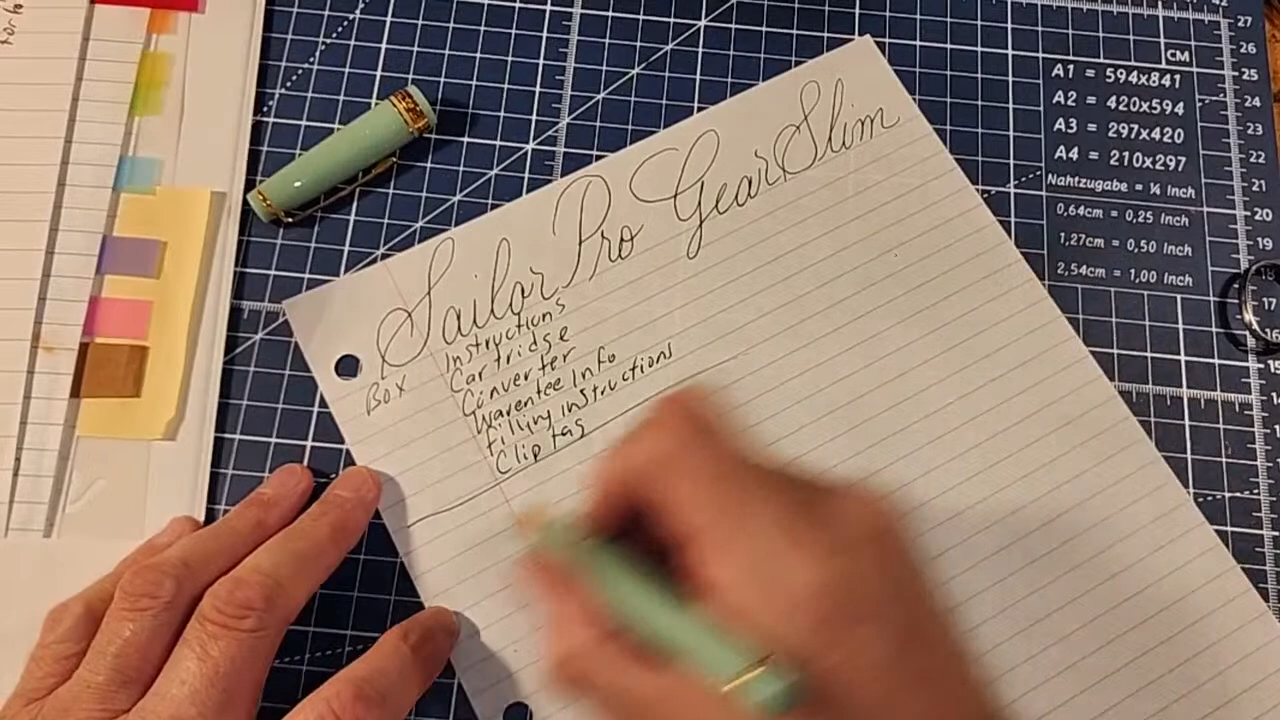 Sailor Pro Gear Slim
Box
Instructions
Cartridge
Converter
Warentee Info
Filling instructions
Clip tag
CM
A1 = 594x841
A2 = 420x594
A3 = 297x420
A4 = 210x297
Nahtzugabe = ¼ Inch
0,64cm = 0,25 Inch
1,27cm = 0,50 Inch
2,54cm = 1,00 Inch
27
26
25
24
23
22
21
20
19
18
17
16
15
14